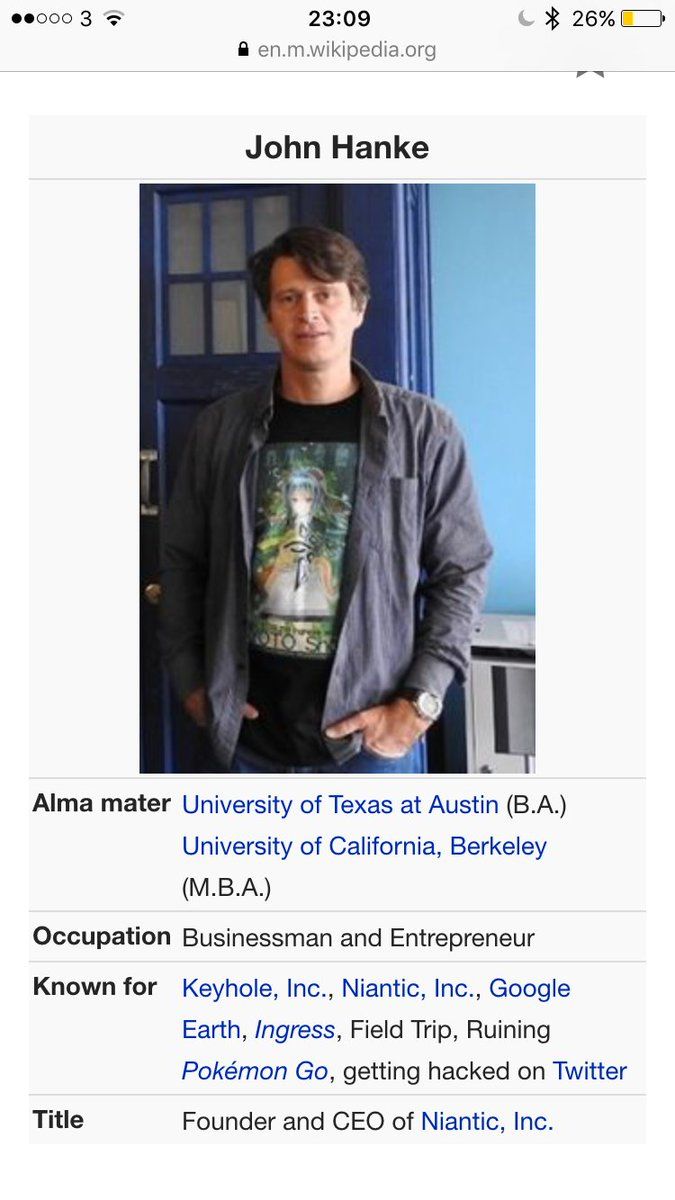 3 23:09 26%
en.m.wikipedia.org
John Hanke
Alma mater University of Texas at Austin (B.A.)
University of California, Berkeley
(M.B.A.)
Occupation Businessman and Entrepreneur
Known for Keyhole, Inc., Niantic, Inc., Google
Earth, Ingress, Field Trip, Ruining
Pokémon Go, getting hacked on Twitter
Title Founder and CEO of Niantic, Inc.